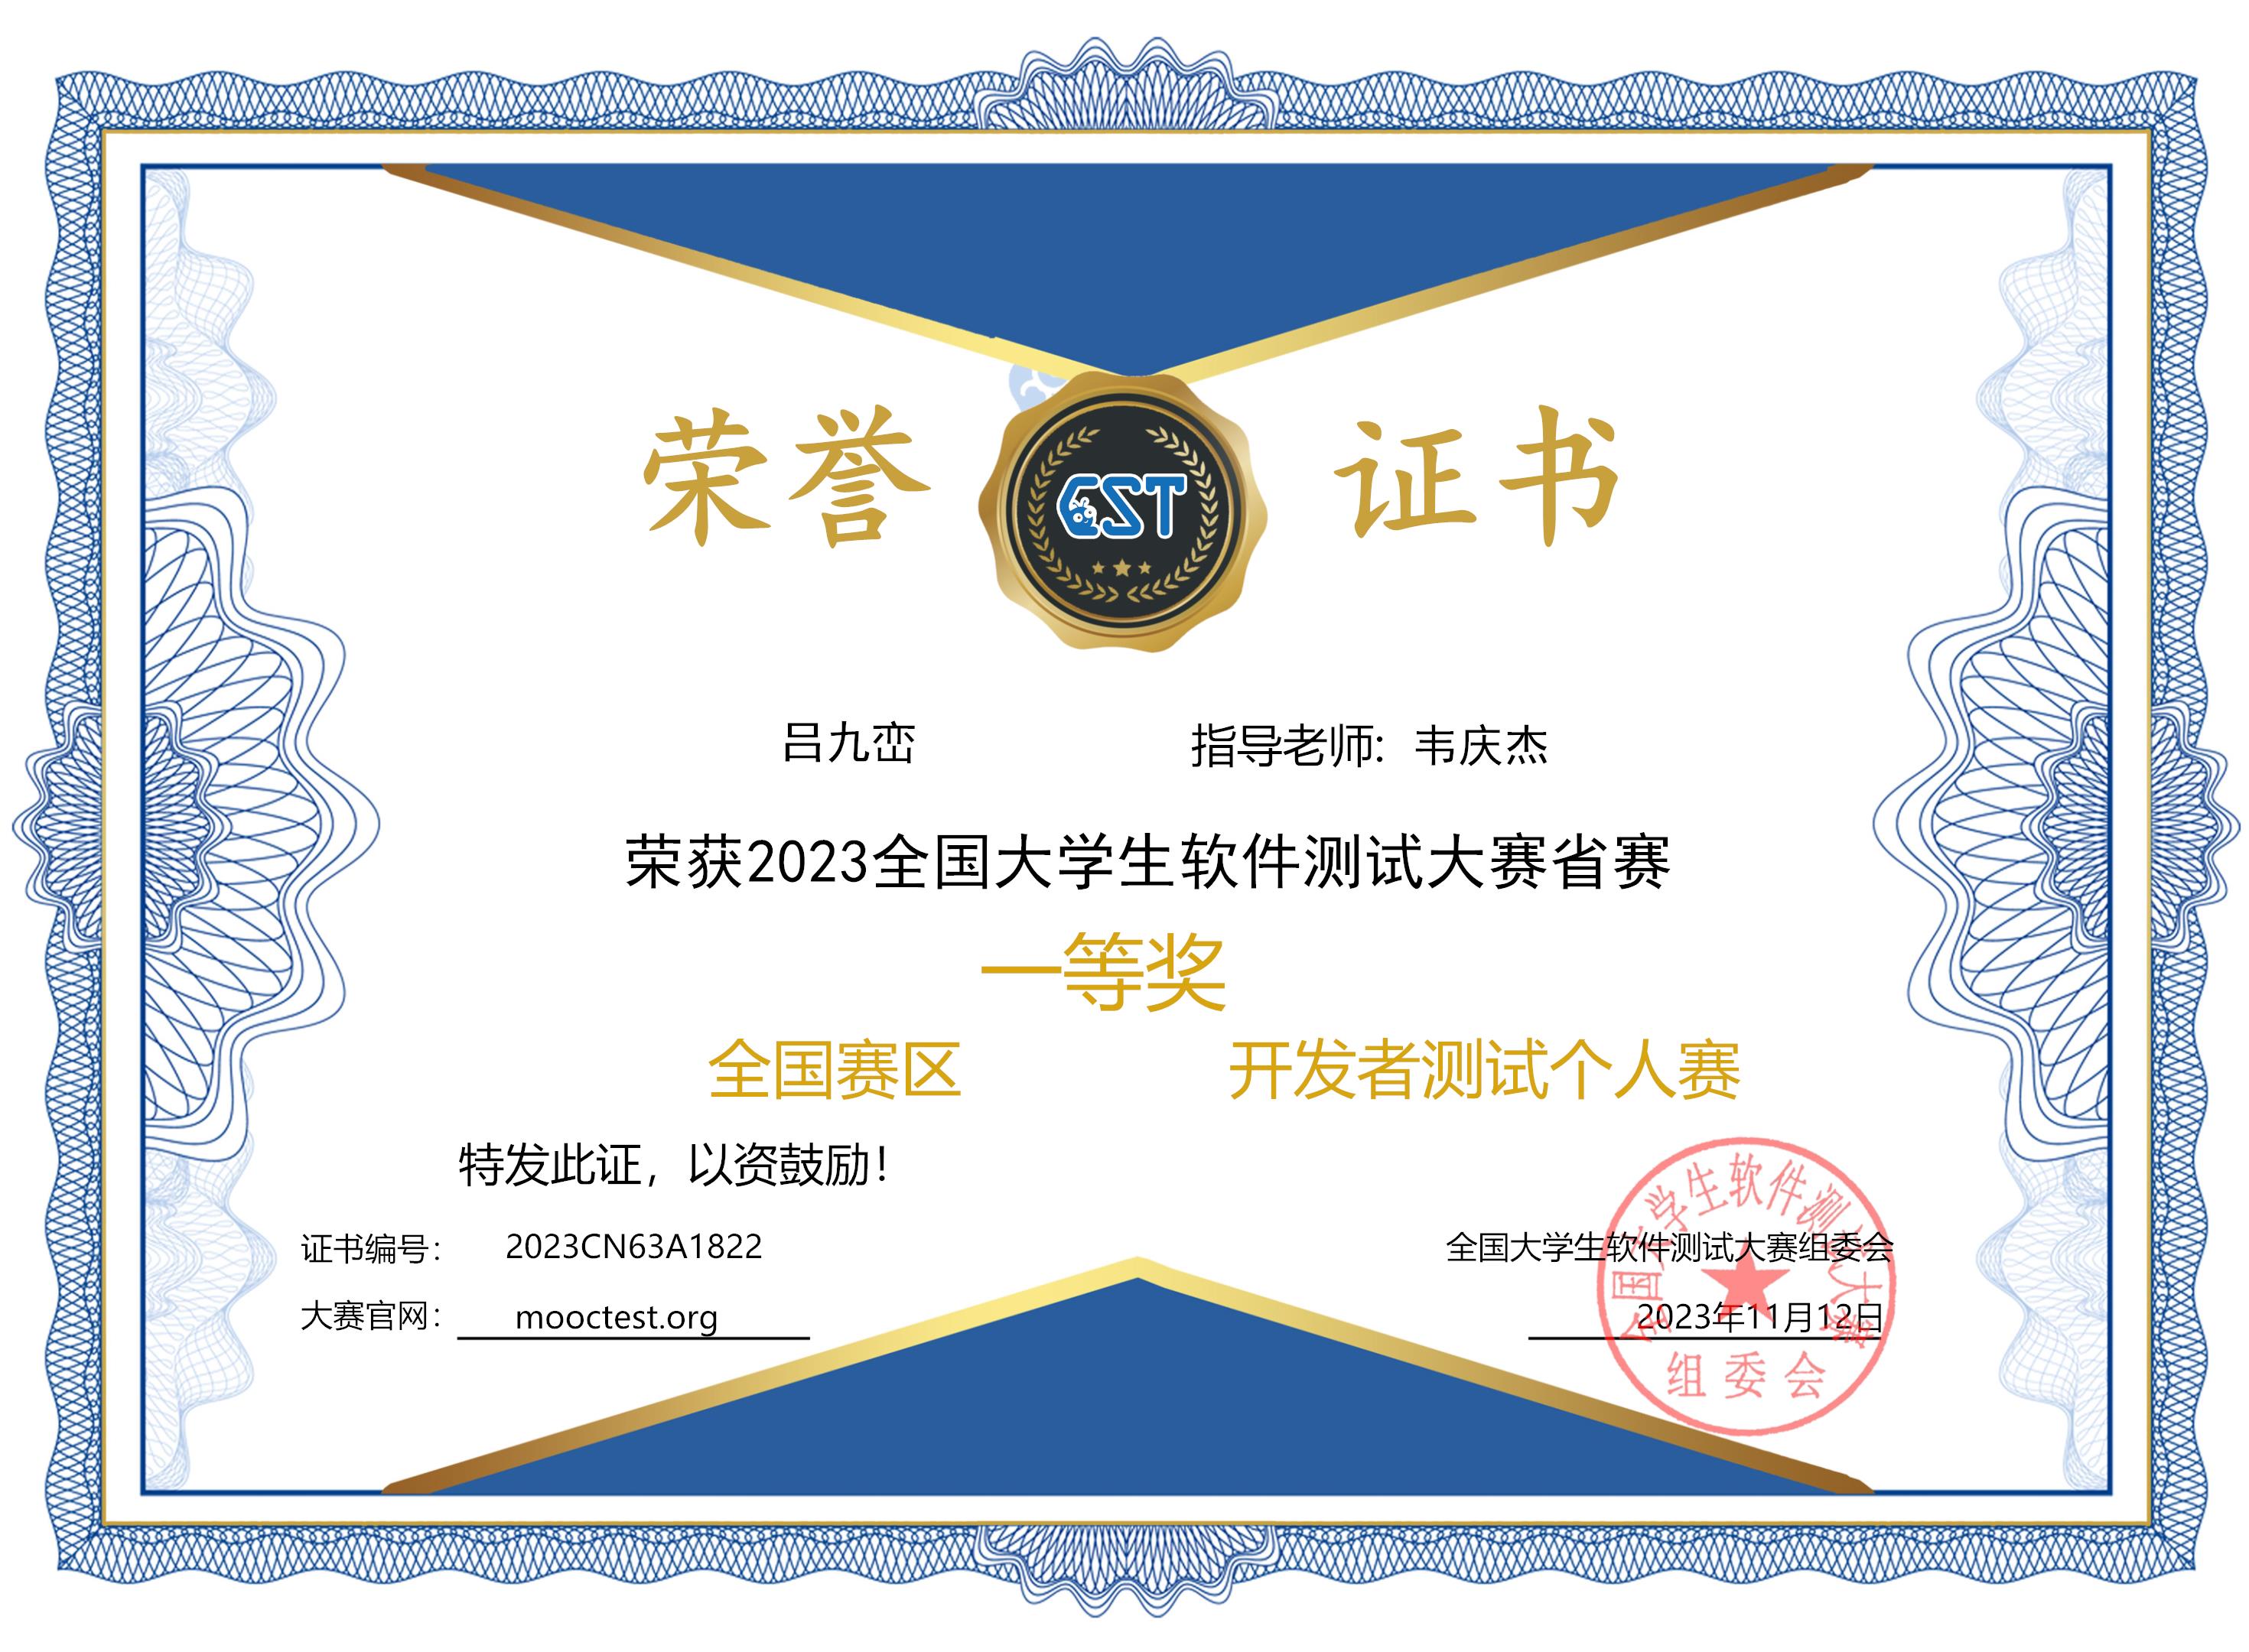 荣誉证书
CST
吕九峦 指导老师：韦庆杰
荣获2023全国大学生软件测试大赛省赛
一等奖
全国赛区 开发者测试个人赛
特发此证，以资鼓励！
证书编号： 2023CN63A1822
全国大学生软件测试大赛组委会
大赛官网： mooctest.org
2023年11月12日
全国大学生软件测试大赛
组委会